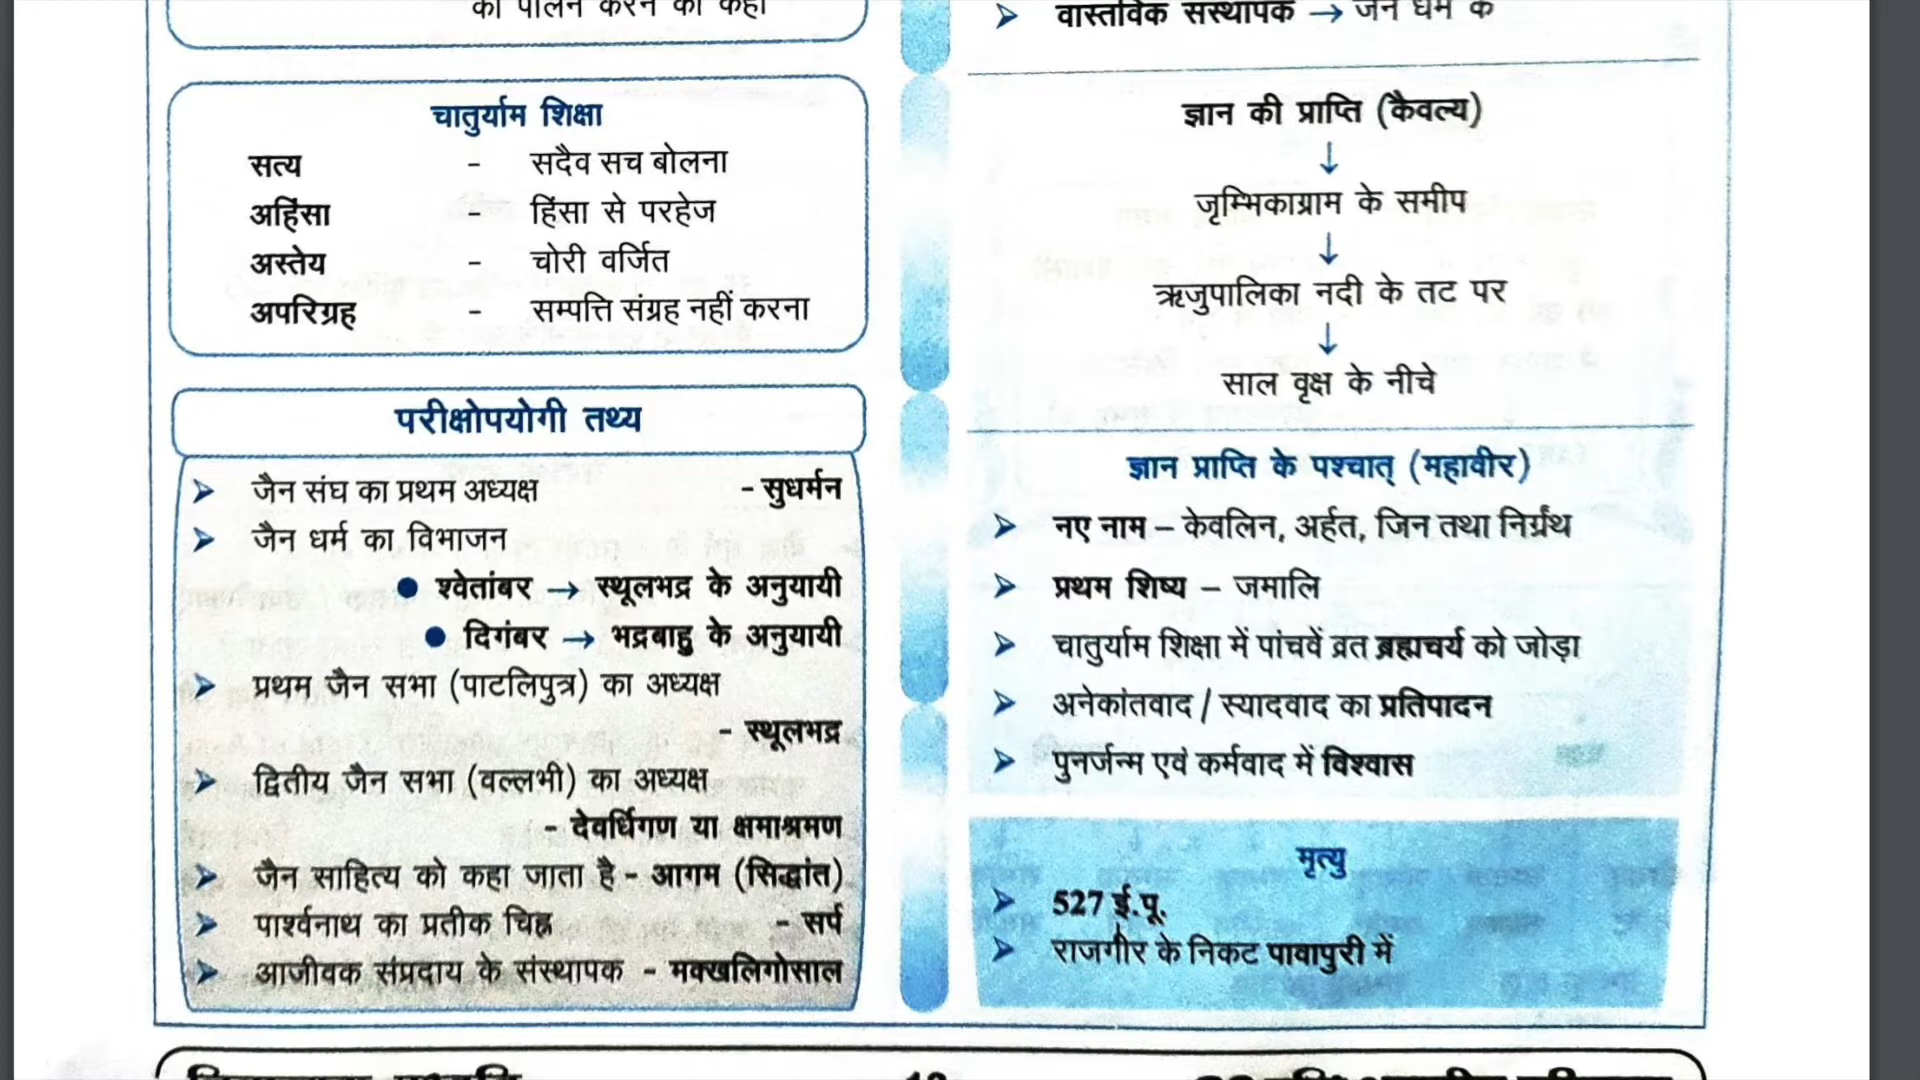 को पालन करने को कहा
चातुर्याम शिक्षा
सत्य - सदैव सच बोलना
अहिंसा - हिंसा से परहेज
अस्तेय - चोरी वर्जित
अपरिग्रह - सम्पत्ति संग्रह नहीं करना
परीक्षोपयोगी तथ्य
➢ जैन संघ का प्रथम अध्यक्ष - सुधर्मन
➢ जैन धर्म का विभाजन
● श्वेतांबर → स्थूलभद्र के अनुयायी
● दिगंबर → भद्रबाहु के अनुयायी
➢ प्रथम जैन सभा (पाटलिपुत्र) का अध्यक्ष
- स्थूलभद्र
➢ द्वितीय जैन सभा (वल्लभी) का अध्यक्ष
- देवर्धिगण या क्षमाश्रमण
➢ जैन साहित्य को कहा जाता है - आगम (सिद्धांत)
➢ पार्श्वनाथ का प्रतीक चिह्न - सर्प
➢ आजीवक संप्रदाय के संस्थापक - मक्खलिगोसाल
➢ वास्तविक संस्थापक → जैन धर्म के
ज्ञान की प्राप्ति (कैवल्य)
↓
जृम्भिकाग्राम के समीप
↓
ऋजुपालिका नदी के तट पर
↓
साल वृक्ष के नीचे
ज्ञान प्राप्ति के पश्चात् (महावीर)
➢ नए नाम – केवलिन, अर्हत, जिन तथा निर्ग्रंथ
➢ प्रथम शिष्य – जमालि
➢ चातुर्याम शिक्षा में पांचवें व्रत ब्रह्मचर्य को जोड़ा
➢ अनेकांतवाद / स्यादवाद का प्रतिपादन
➢ पुनर्जन्म एवं कर्मवाद में विश्वास
मृत्यु
➢ 527 ई.पू.
➢ राजगीर के निकट पावापुरी में